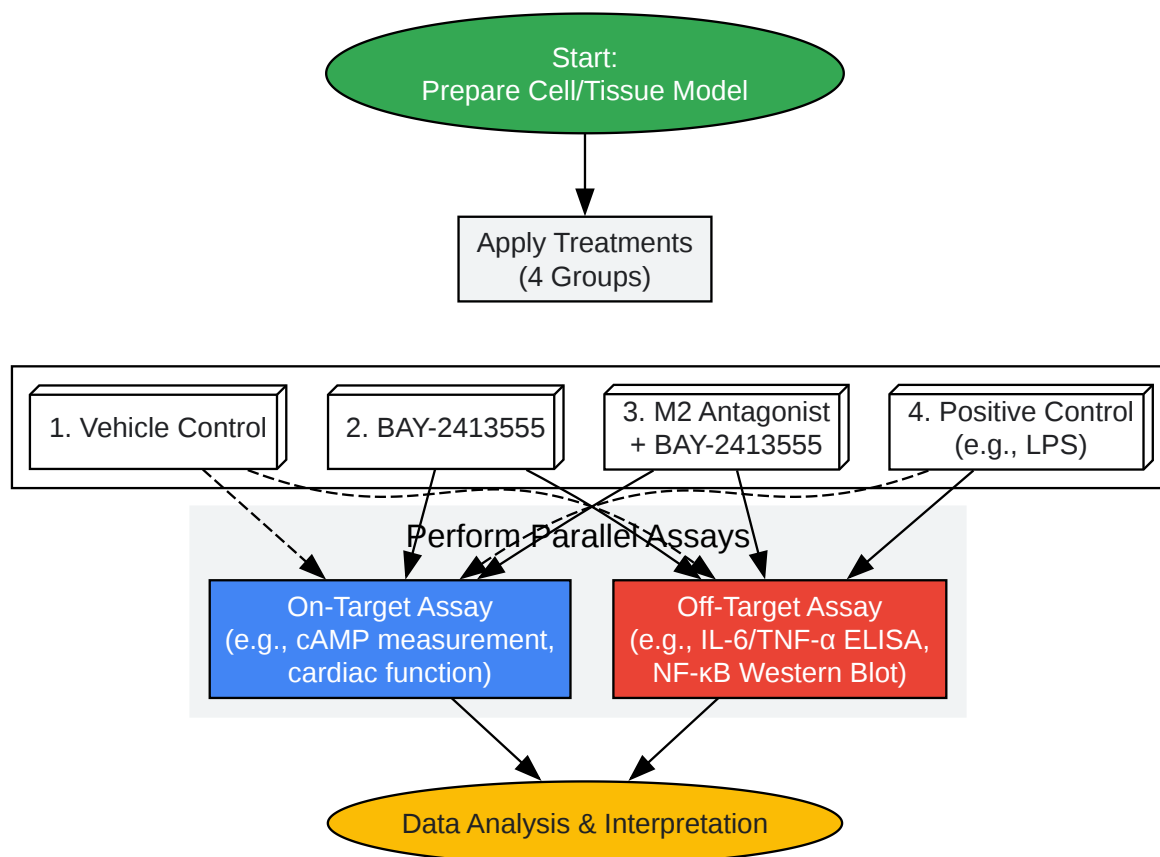 Start:
Prepare Cell/Tissue Model
Apply Treatments
(4 Groups)
1. Vehicle Control
2. BAY-2413555
3. M2 Antagonist
+ BAY-2413555
4. Positive Control
(e.g., LPS)
Perform Parallel Assays
On-Target Assay
(e.g., cAMP measurement,
cardiac function)
Off-Target Assay
(e.g., IL-6/TNF-α ELISA,
NF-κB Western Blot)
Data Analysis & Interpretation